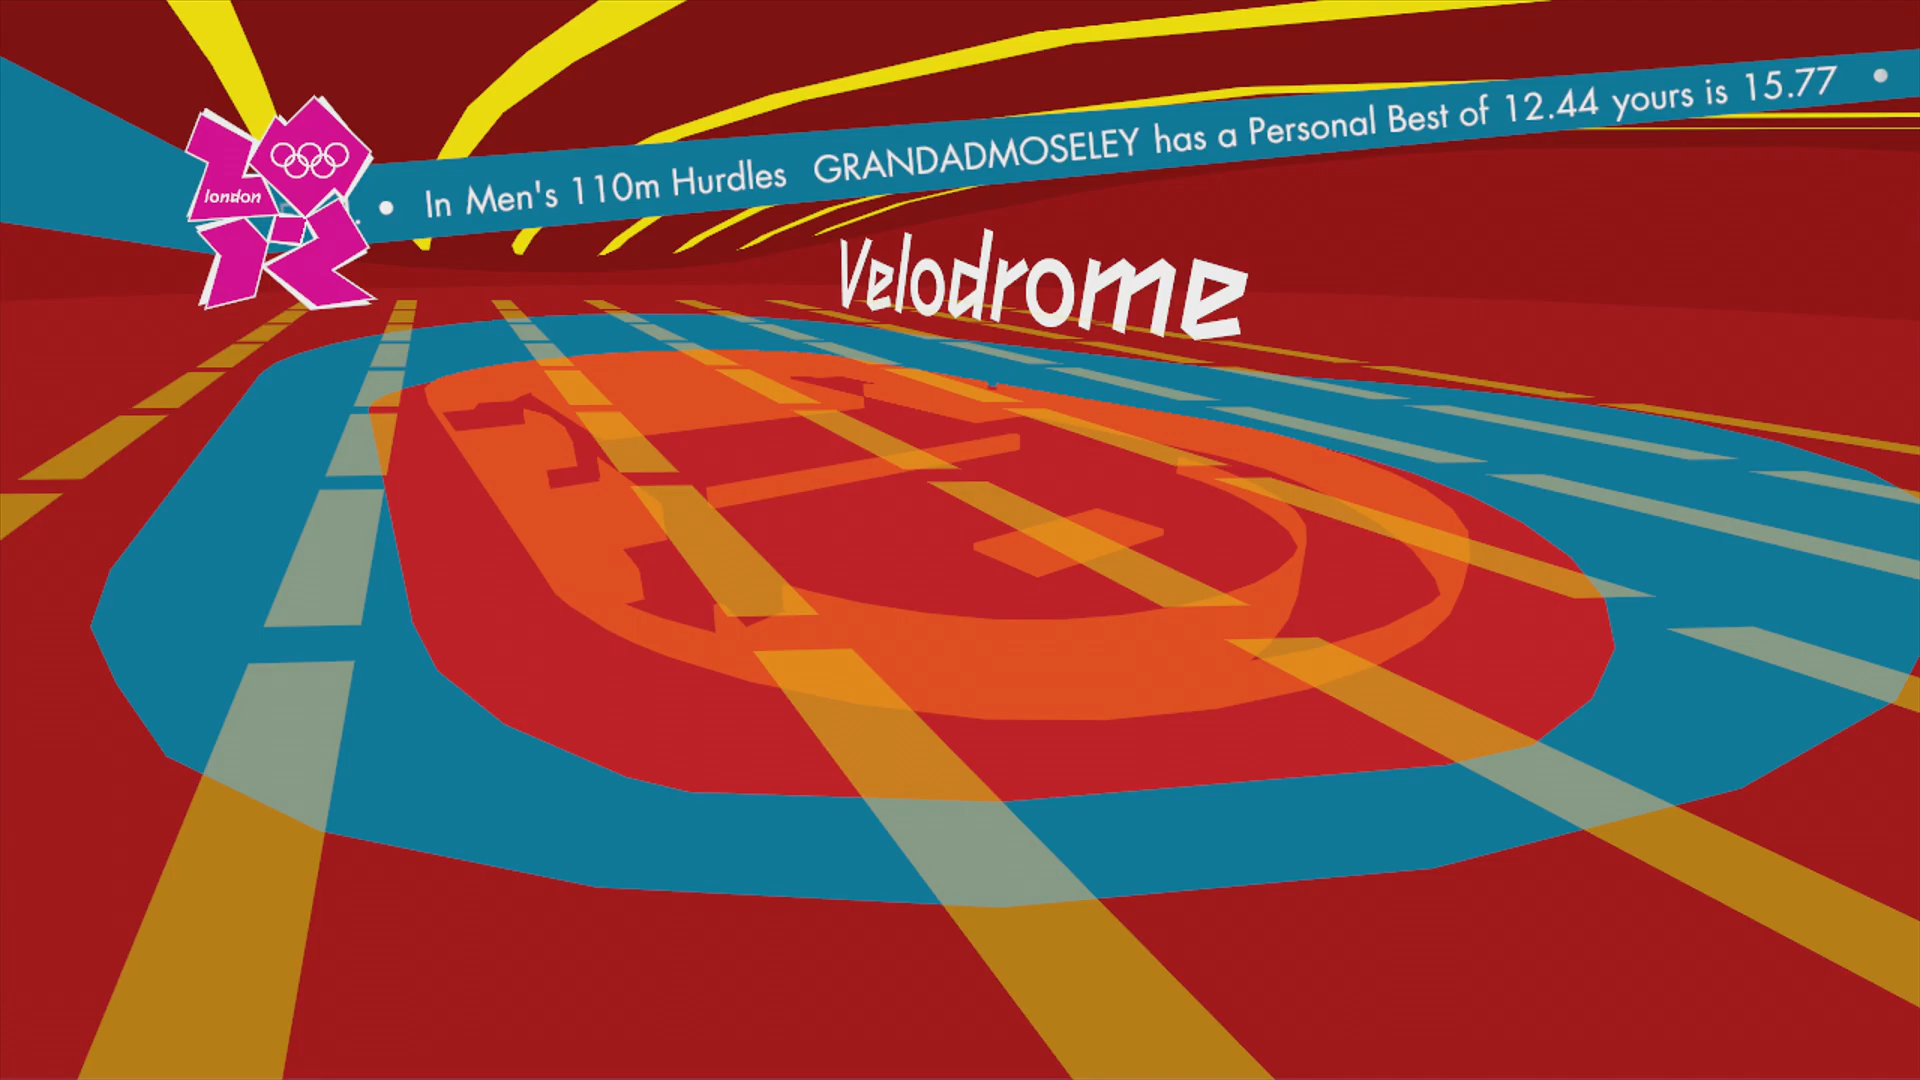 london
• In Men's 110m Hurdles GRANDADMOSELEY has a Personal Best of 12.44 yours is 15.77 •
Velodrome